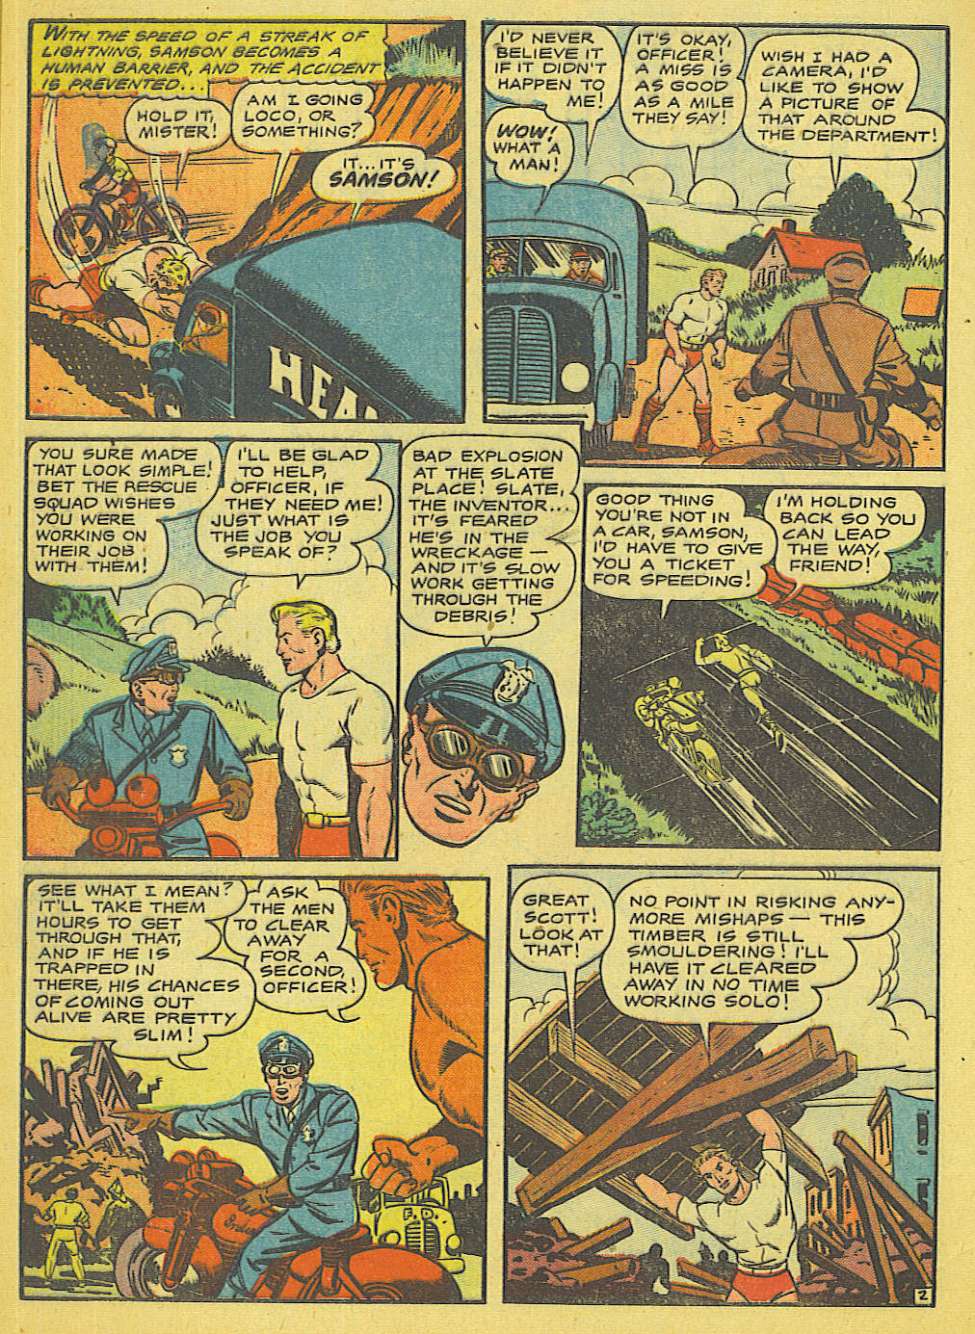 WITH THE SPEED OF A STREAK OF
LIGHTNING, SAMSON BECOMES A
HUMAN BARRIER, AND THE ACCIDENT
IS PREVENTED...
HOLD IT,
MISTER!
AM I GOING
LOCO, OR
SOMETHING?
IT...IT'S
SAMSON!
HEA
I'D NEVER
BELIEVE IT
IF IT DIDN'T
HAPPEN TO
ME!
WOW!
WHAT A
MAN!
IT'S OKAY,
OFFICER!
A MISS IS
AS GOOD
AS A MILE
THEY SAY!
WISH I HAD A
CAMERA, I'D
LIKE TO SHOW
A PICTURE OF
THAT AROUND
THE DEPARTMENT!
YOU SURE MADE
THAT LOOK SIMPLE!
BET THE RESCUE
SQUAD WISHES
YOU WERE
WORKING ON
THEIR JOB
WITH THEM!
I'LL BE GLAD
TO HELP,
OFFICER, IF
THEY NEED ME!
JUST WHAT IS
THE JOB YOU
SPEAK OF?
BAD EXPLOSION
AT THE SLATE
PLACE! SLATE,
THE INVENTOR...
IT'S FEARED
HE'S IN THE
WRECKAGE —
AND IT'S SLOW
WORK GETTING
THROUGH THE
DEBRIS!
GOOD THING
YOU'RE NOT IN
A CAR, SAMSON,
I'D HAVE TO GIVE
YOU A TICKET
FOR SPEEDING!
I'M HOLDING
BACK SO YOU
CAN LEAD
THE WAY,
FRIEND!
SEE WHAT I MEAN?
IT'LL TAKE THEM
HOURS TO GET
THROUGH THAT,
AND IF HE IS
TRAPPED IN
THERE, HIS CHANCES
OF COMING OUT
ALIVE ARE PRETTY
SLIM!
ASK
THE MEN
TO CLEAR
AWAY
FOR A
SECOND,
OFFICER!
F.D.
GREAT
SCOTT!
LOOK AT
THAT!
NO POINT IN RISKING ANY-
MORE MISHAPS — THIS
TIMBER IS STILL
SMOULDERING! I'LL
HAVE IT CLEARED
AWAY IN NO TIME
WORKING SOLO!
2